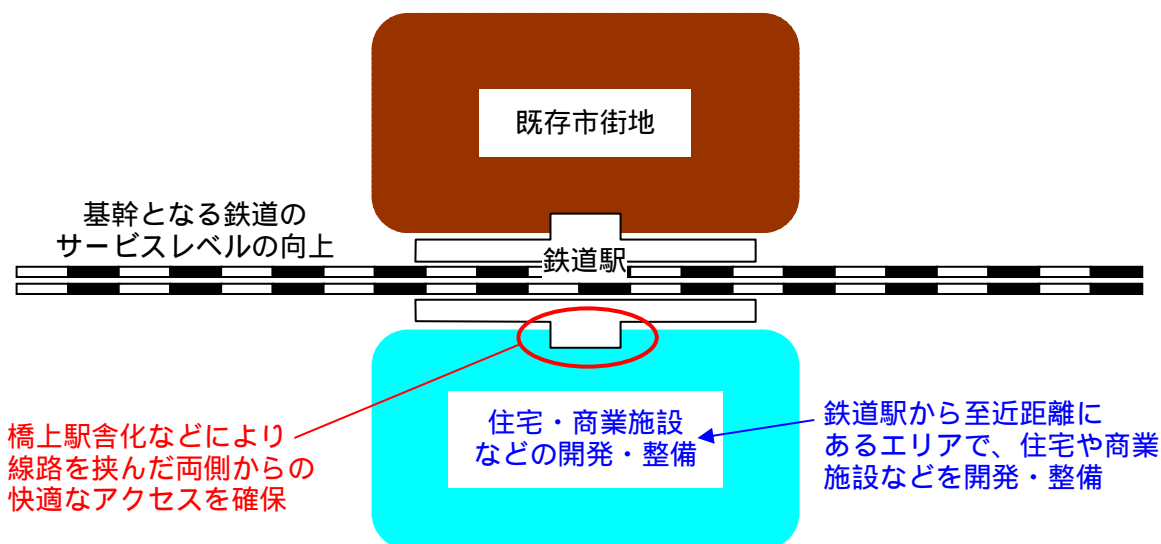 既存市街地
基幹となる鉄道の
サービスレベルの向上
鉄道駅
橋上駅舎化などにより
線路を挟んだ両側からの
快適なアクセスを確保
住宅・商業施設
などの開発・整備
鉄道駅から至近距離に
あるエリアで、住宅や商業
施設などを開発・整備